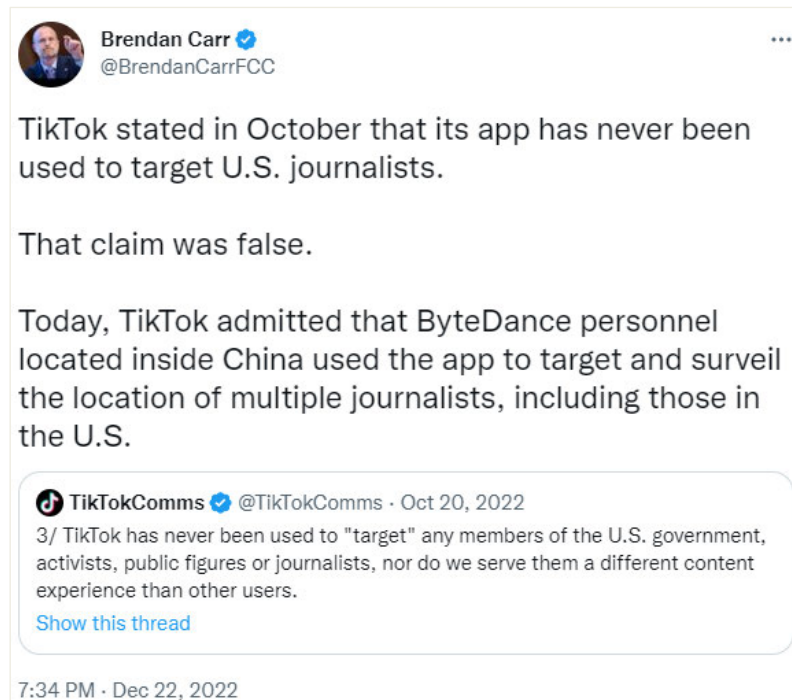 Brendan Carr
@BrendanCarrFCC
TikTok stated in October that its app has never been
used to target U.S. journalists.
That claim was false.
Today, TikTok admitted that ByteDance personnel
located inside China used the app to target and surveil
the location of multiple journalists, including those in
the U.S.
TikTokComms @TikTokComms · Oct 20, 2022
3/ TikTok has never been used to "target" any members of the U.S. government,
activists, public figures or journalists, nor do we serve them a different content
experience than other users.
Show this thread
7:34 PM · Dec 22, 2022